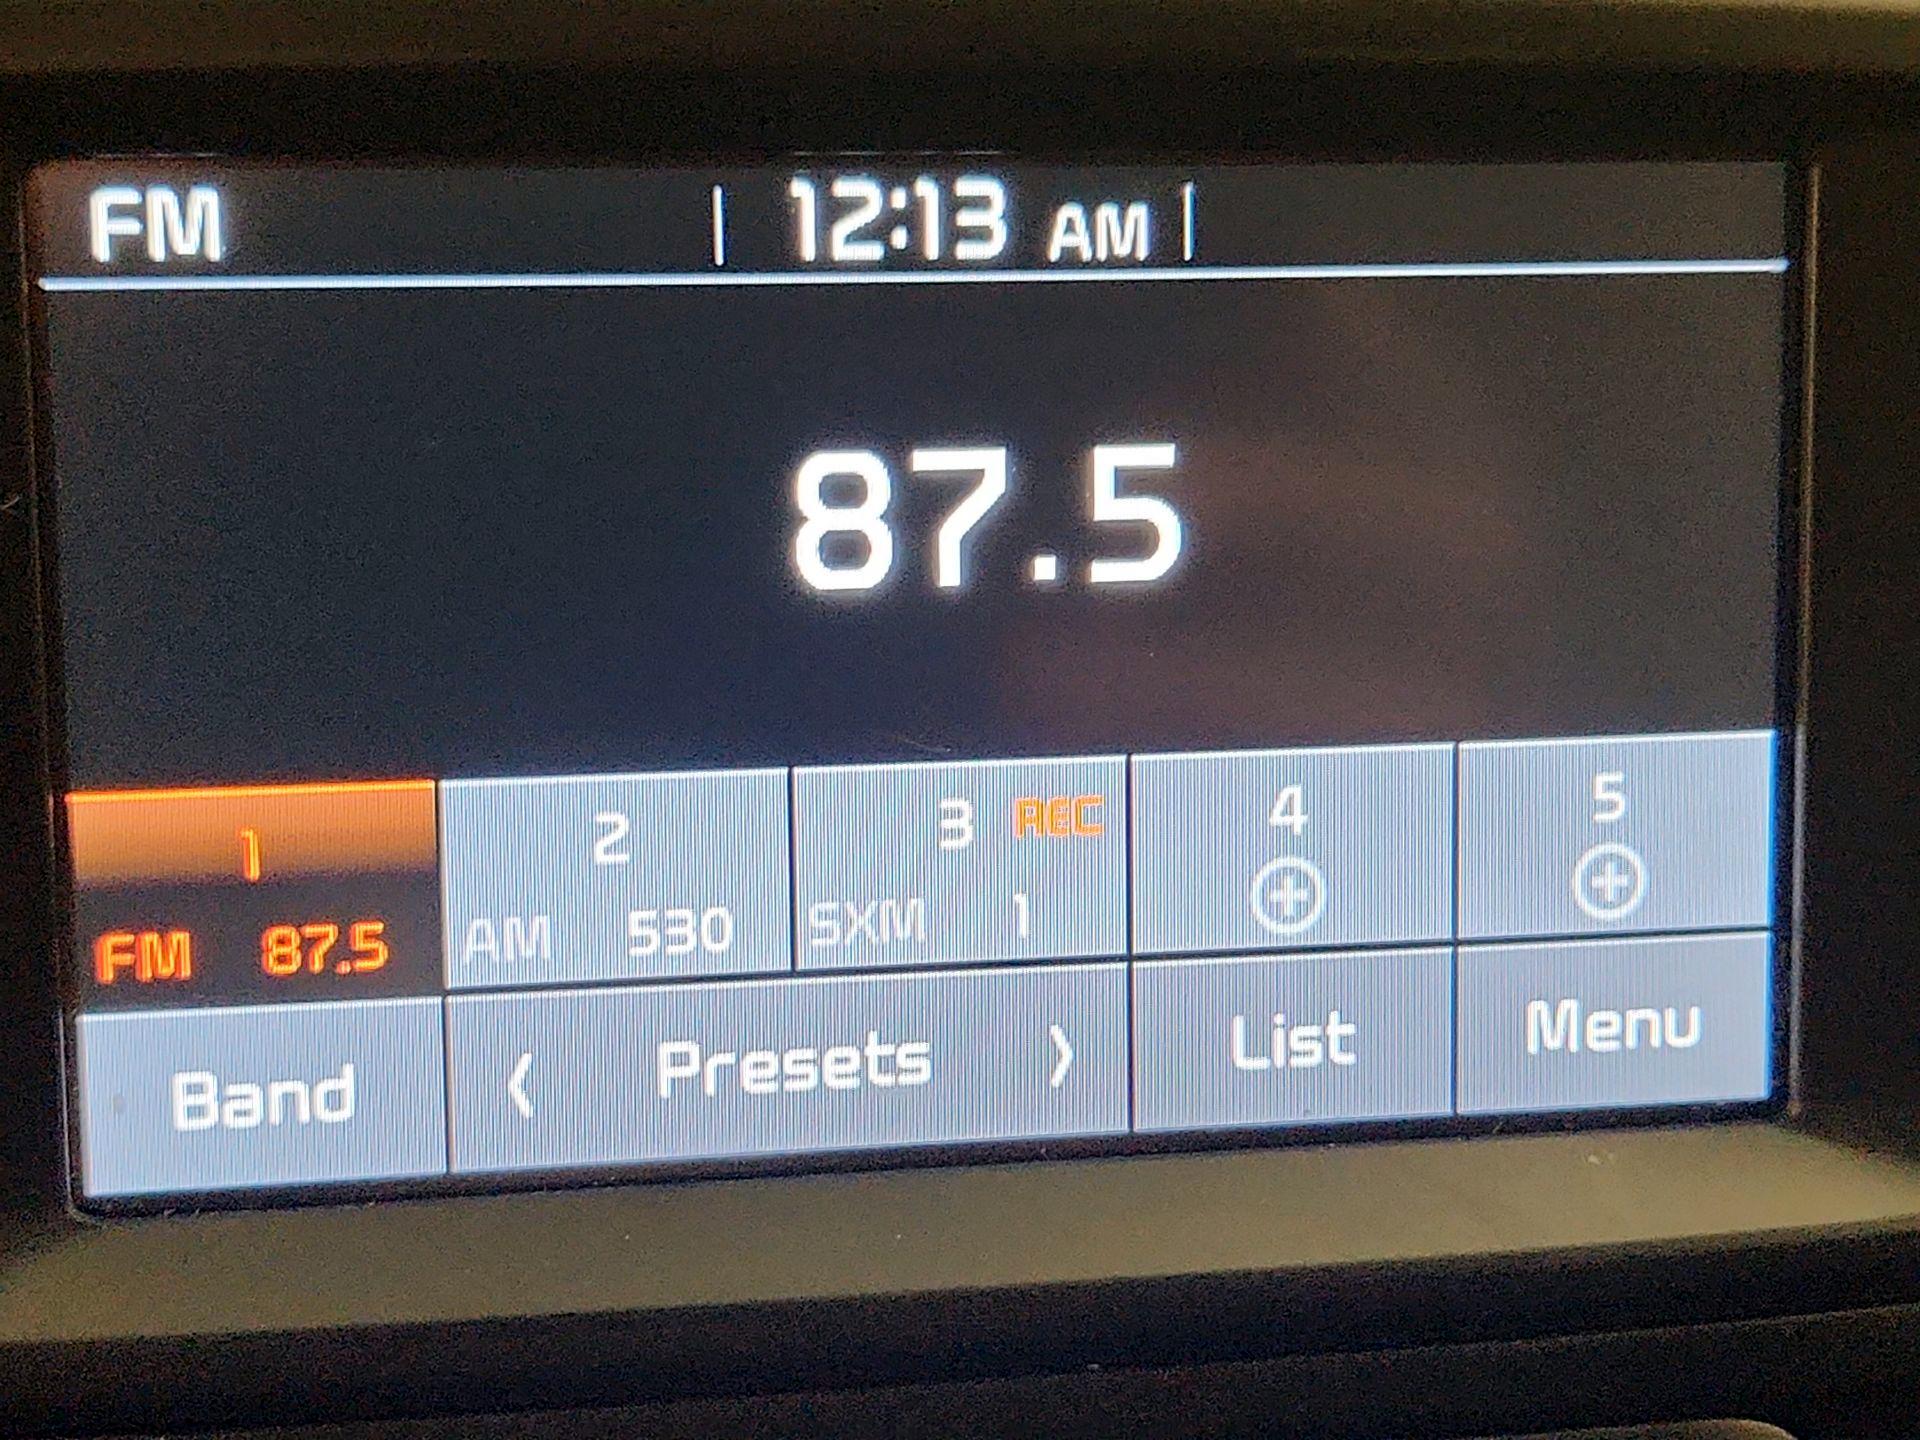 FM | 12:13 AM |
87.5
1 2 3 REC 4 5
FM 87.5 AM 530 SXM 1
Band Presets List Menu